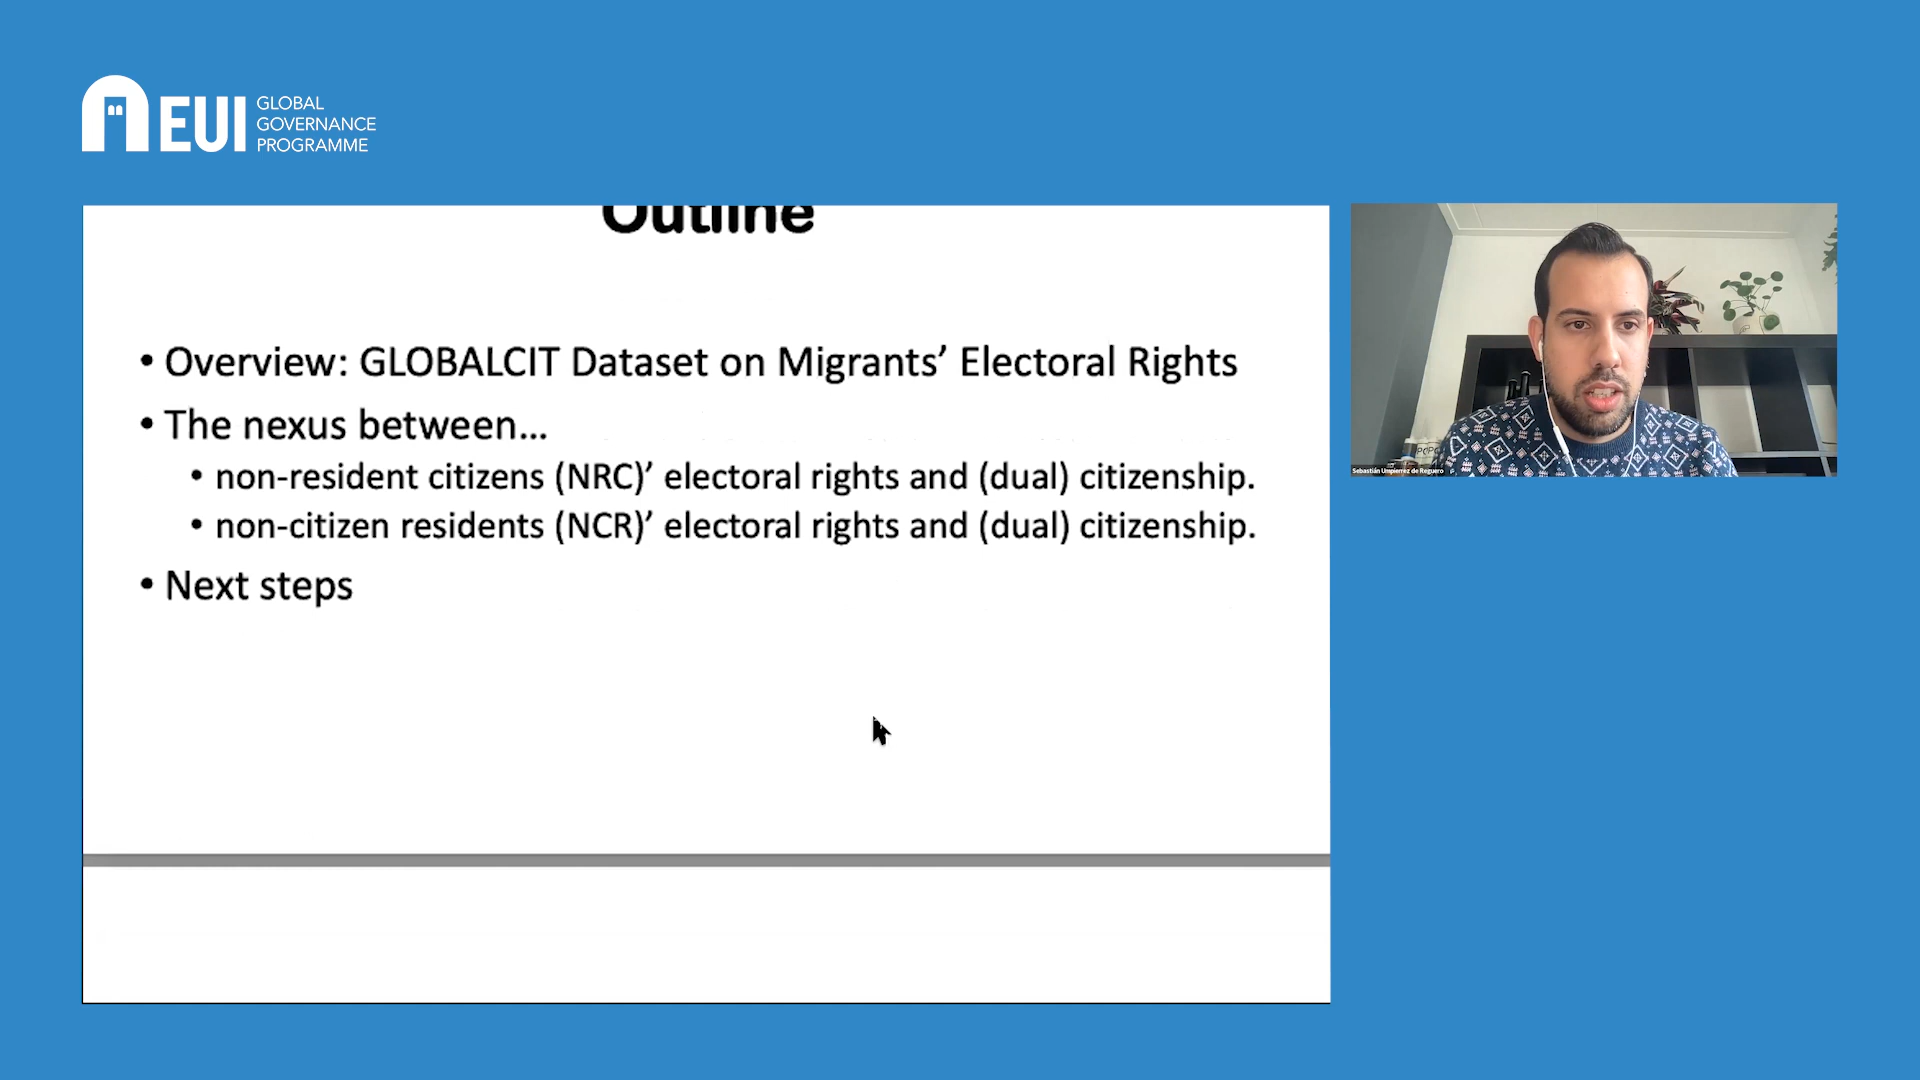 EUI
GLOBAL
GOVERNANCE
PROGRAMME
Outline
• Overview: GLOBALCIT Dataset on Migrants’ Electoral Rights
• The nexus between...
• non-resident citizens (NRC)’ electoral rights and (dual) citizenship.
• non-citizen residents (NCR)’ electoral rights and (dual) citizenship.
• Next steps
Sebastián Umpierrez de Reguero